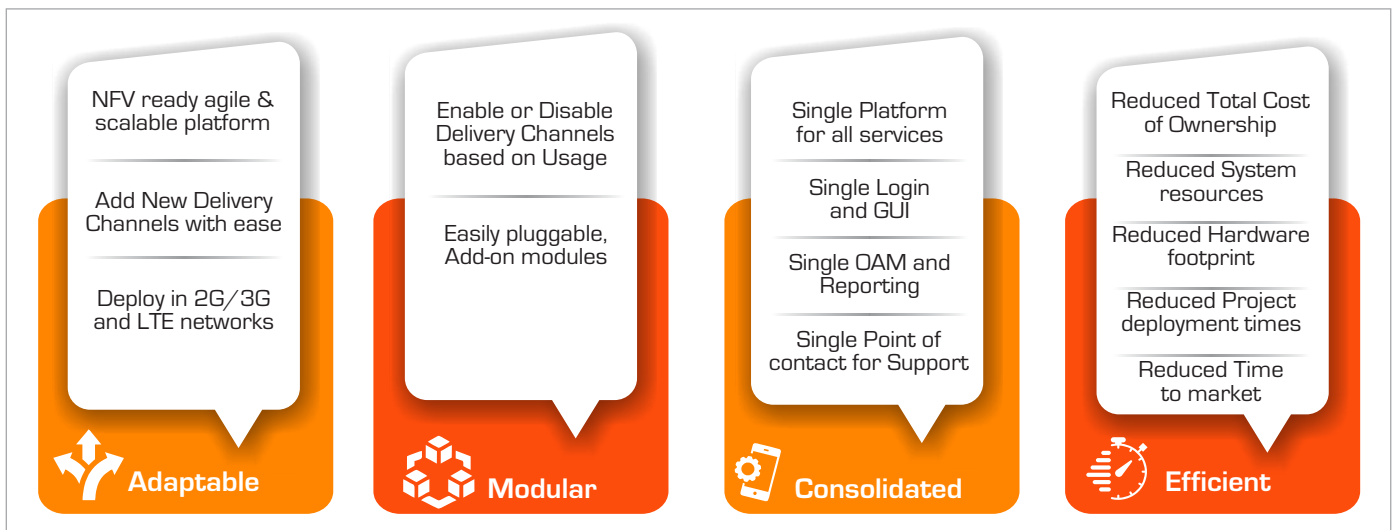 NFV ready agile &
scalable platform
Add New Delivery
Channels with ease
Deploy in 2G/3G
and LTE networks
Adaptable
Enable or Disable
Delivery Channels
based on Usage
Easily pluggable,
Add-on modules
Modular
Single Platform
for all services
Single Login
and GUI
Single OAM and
Reporting
Single Point of
contact for Support
Consolidated
Reduced Total Cost
of Ownership
Reduced System
resources
Reduced Hardware
footprint
Reduced Project
deployment times
Reduced Time
to market
Efficient